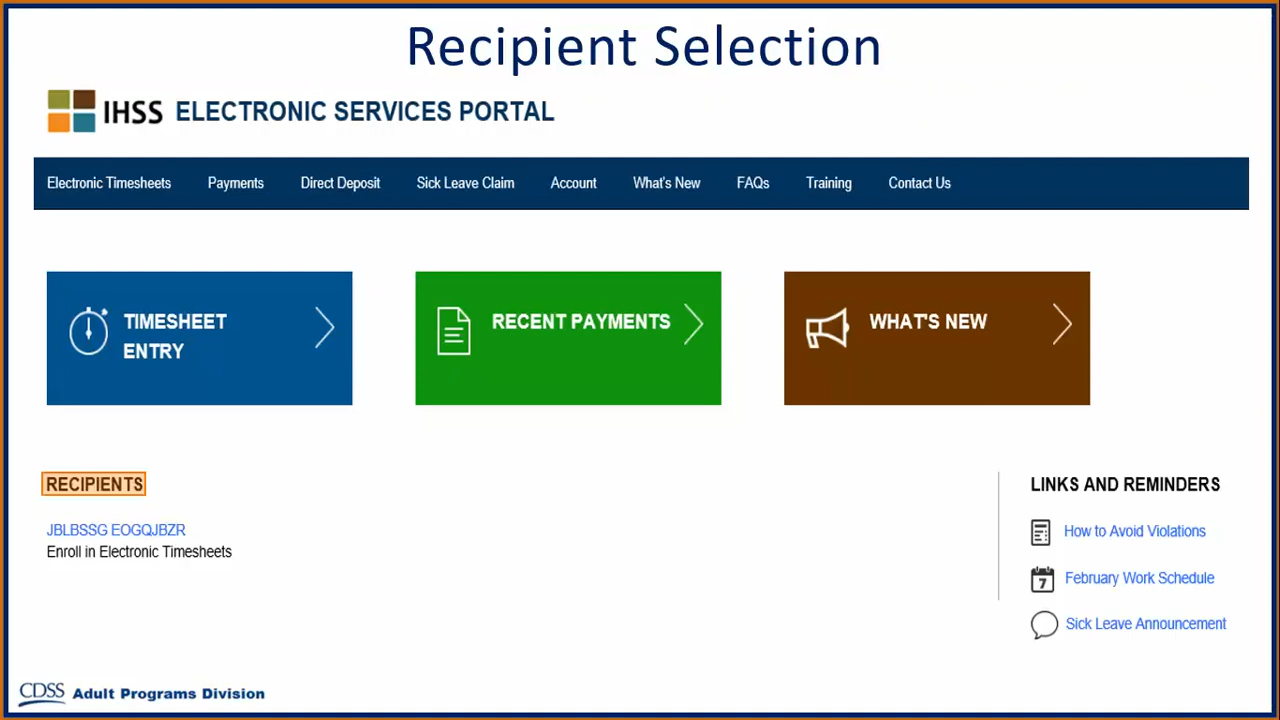 Recipient Selection
IHSS ELECTRONIC SERVICES PORTAL
Electronic Timesheets Payments Direct Deposit Sick Leave Claim Account What's New FAQs Training Contact Us
TIMESHEET
ENTRY
RECENT PAYMENTS
WHAT'S NEW
RECIPIENTS
JBLBSSG EOGQJBZR
Enroll in Electronic Timesheets
LINKS AND REMINDERS
How to Avoid Violations
7
February Work Schedule
Sick Leave Announcement
CDSS Adult Programs Division